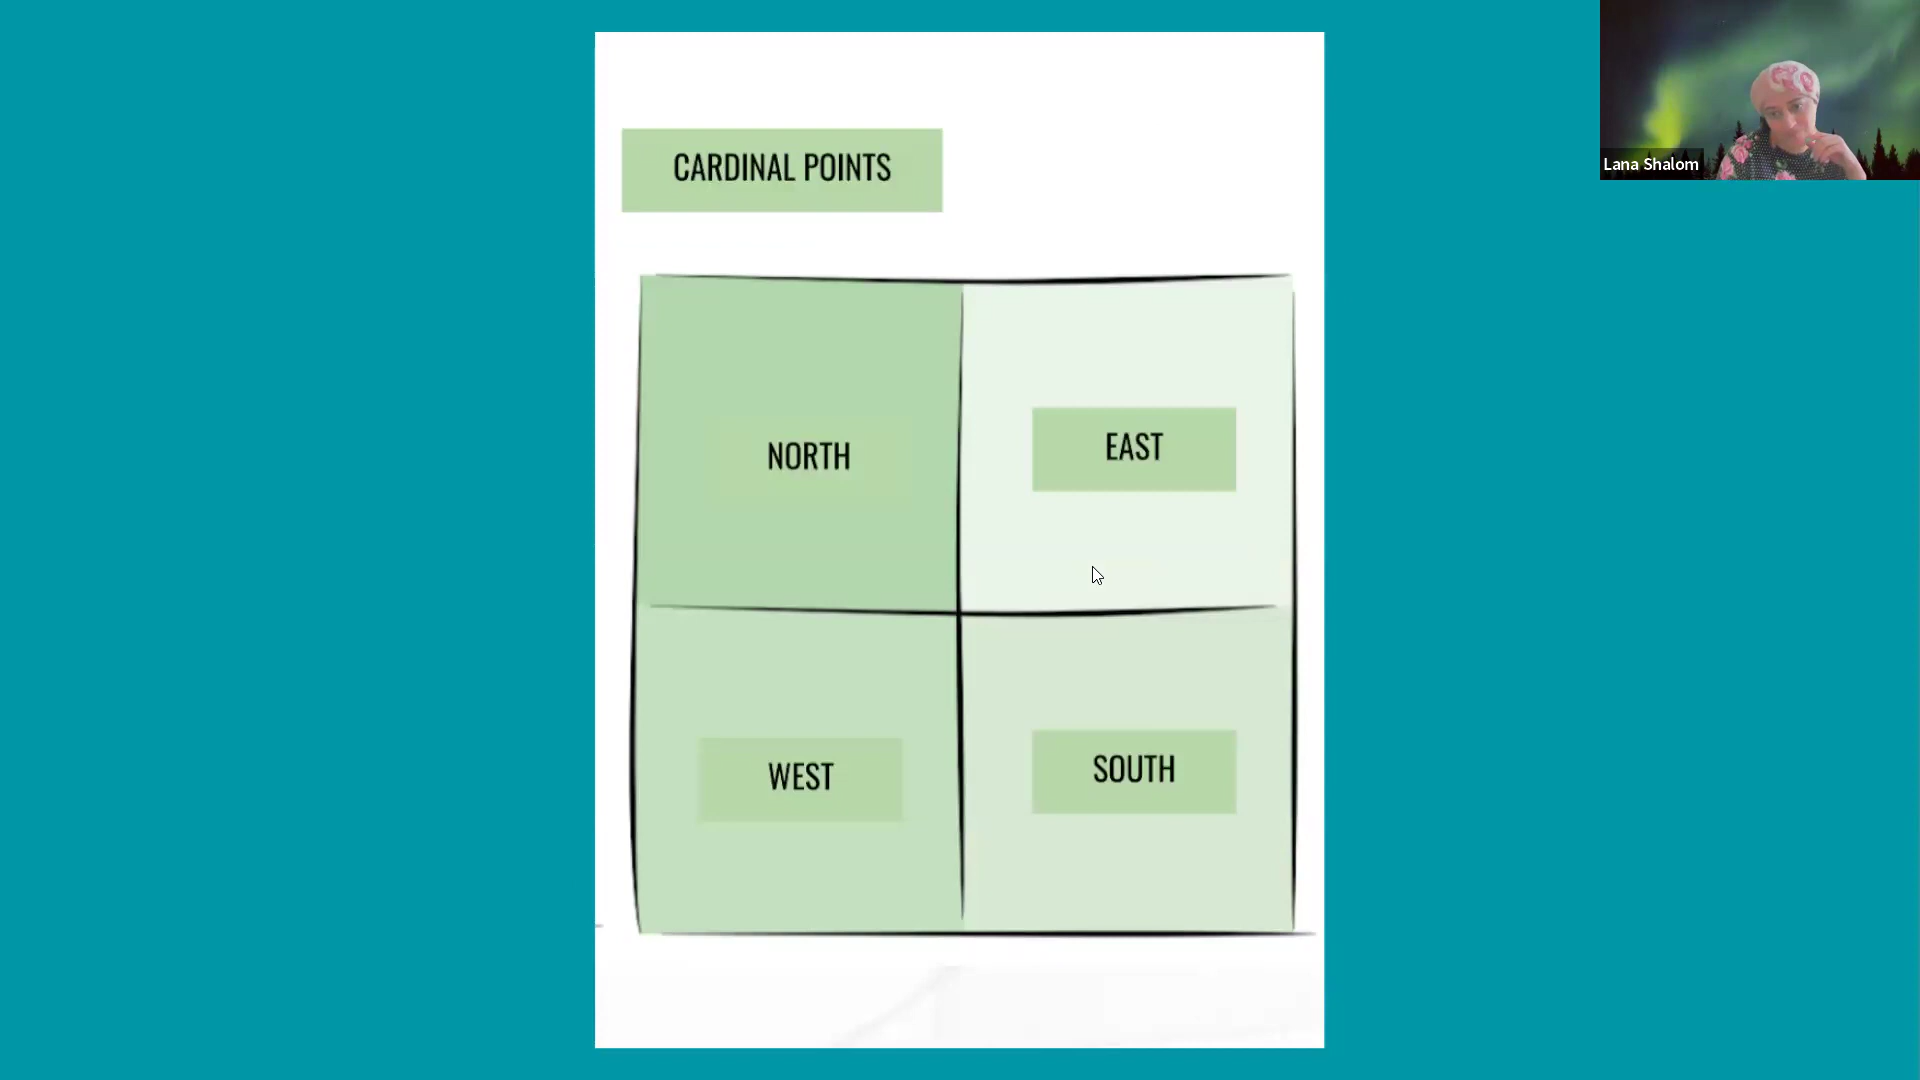 CARDINAL POINTS
NORTH
EAST
WEST
SOUTH
Lana Shalom